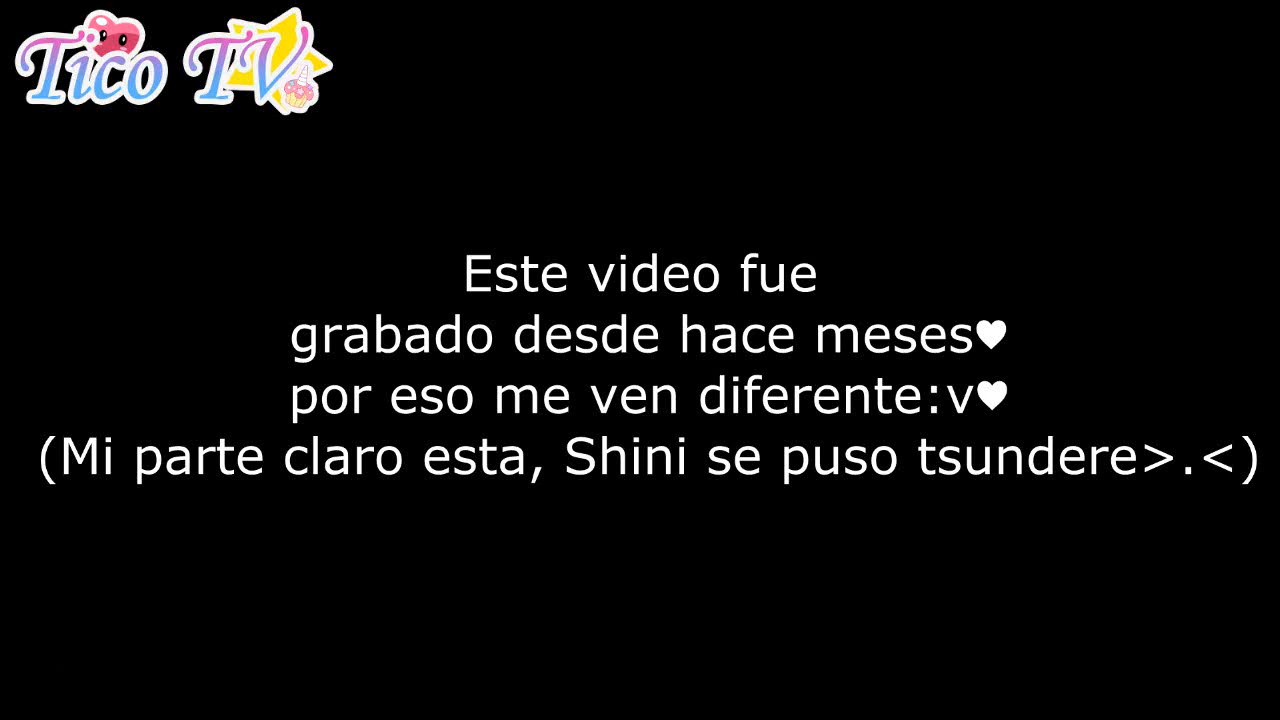 Tico TV
Este video fue
grabado desde hace meses♥
por eso me ven diferente:v♥
(Mi parte claro esta, Shini se puso tsundere>.<)